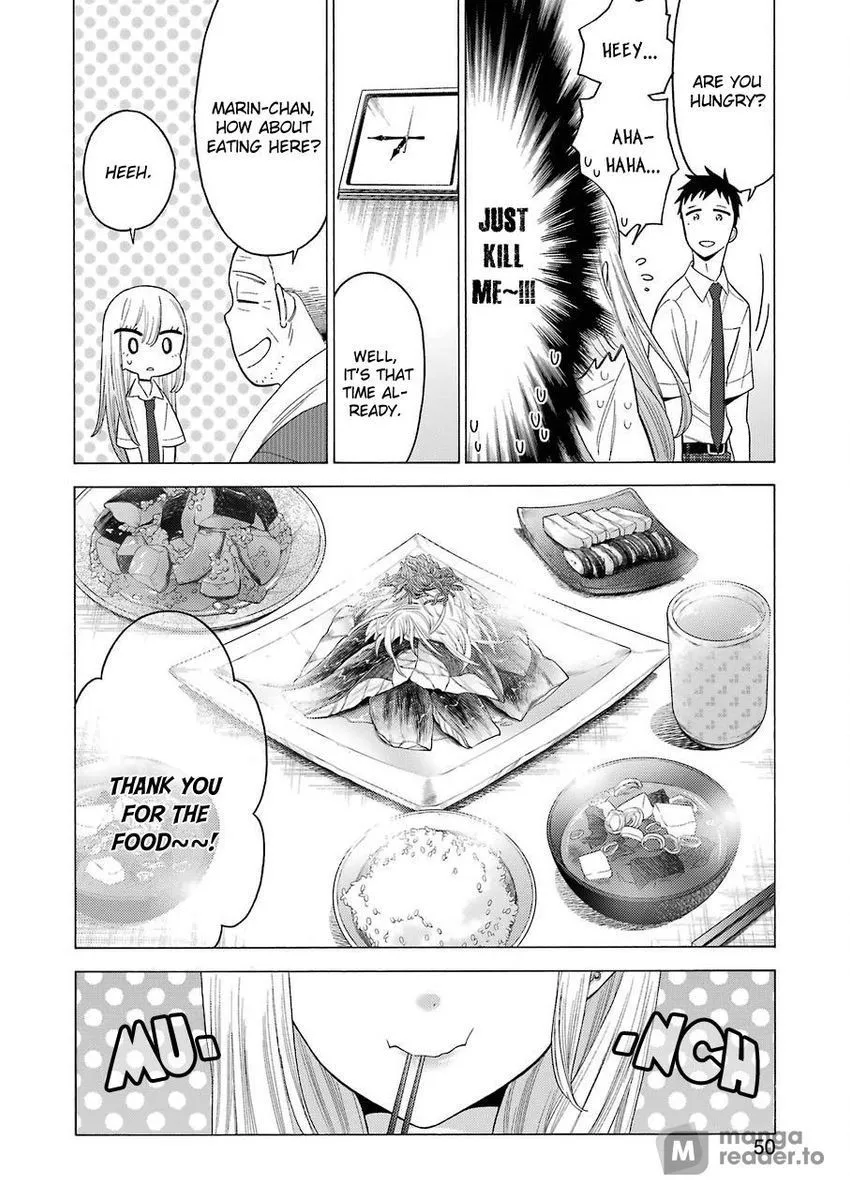 ARE YOU
HUNGRY?
HEEY...
AHA-
HAHA...
JUST
KILL
ME~!!!
WELL,
IT'S THAT
TIME AL-
READY.
MARIN-CHAN,
HOW ABOUT
EATING HERE?
HEEH.
THANK YOU
FOR THE
FOOD~~!
MU-
-NCH
50
M manga
reader.to